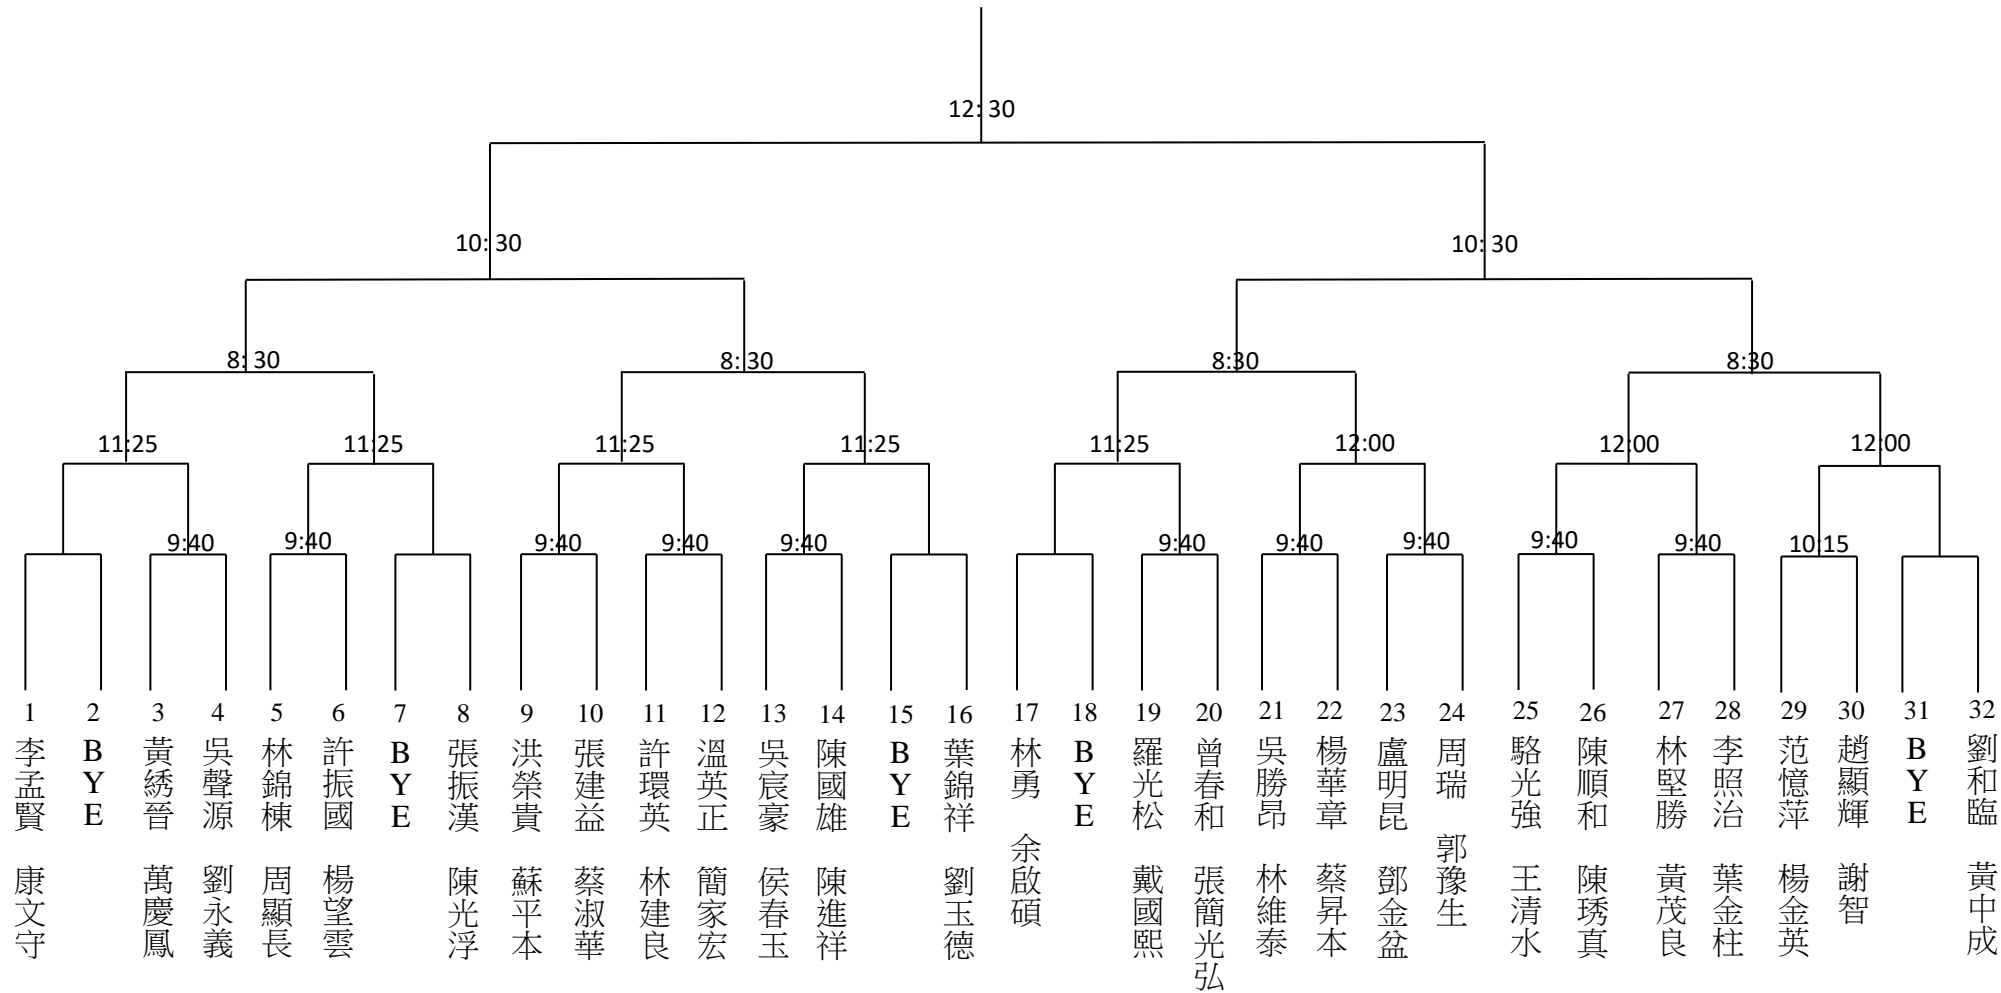 12:30
10:30 10:30
8:30 8:30 8:30 8:30
11:25 11:25 11:25 11:25 11:25 12:00 12:00 12:00
9:40 9:40 9:40 9:40 9:40 9:40 9:40 9:40 9:40 9:40 10:15
1 李孟賢 康文守
2 BYE
3 黃綉晉 萬慶鳳
4 吳聲源 劉永義
5 林錦棟 周顯長
6 許振國 楊望雲
7 BYE
8 張振漢 陳光浮
9 洪榮貴 蘇平本
10 張建益 蔡淑華
11 許環英 林建良
12 溫英正 簡家宏
13 吳宸豪 侯春玉
14 陳國雄 陳進祥
15 BYE
16 葉錦祥 劉玉德
17 林勇 余啟碩
18 BYE
19 羅光松 戴國熙
20 曾春和 張簡光弘
21 吳勝昂 林維泰
22 楊華章 蔡昇本
23 盧明昆 鄧金盆
24 周瑞 郭豫生
25 駱光強 王清水
26 陳順和 陳琇真
27 林堅勝 黃茂良
28 李照治 葉金柱
29 范憶萍 楊金英
30 趙顯輝 謝智
31 BYE
32 劉和臨 黃中成